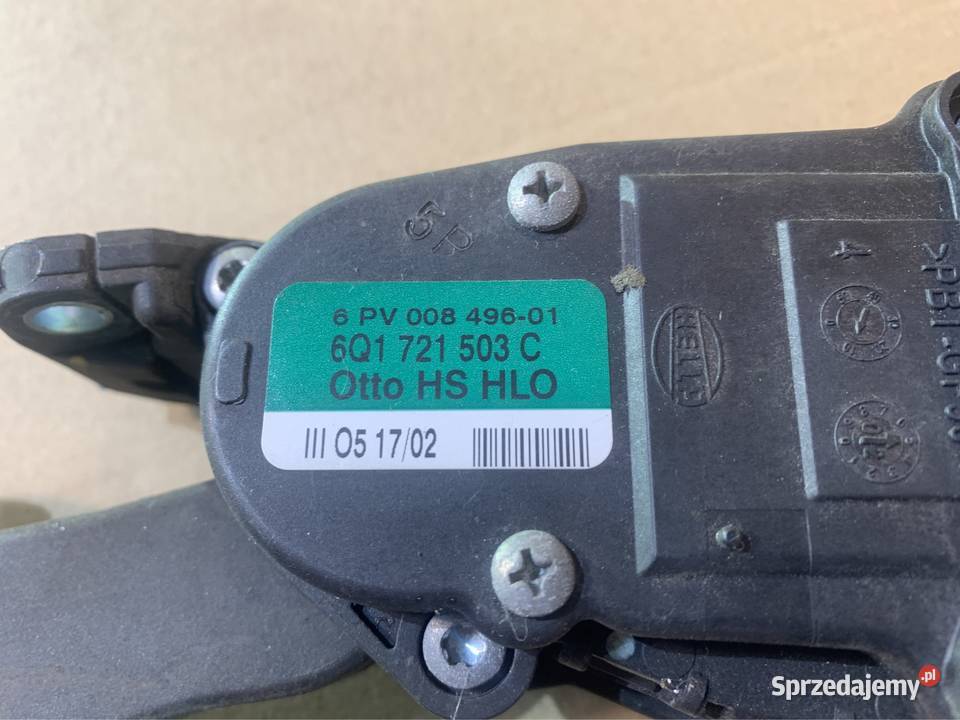 5P
6 PV 008 496-01
6Q1 721 503 C
Otto HS HLO
III O5 17/02
HELLA
4
Sprzedajemy.pl